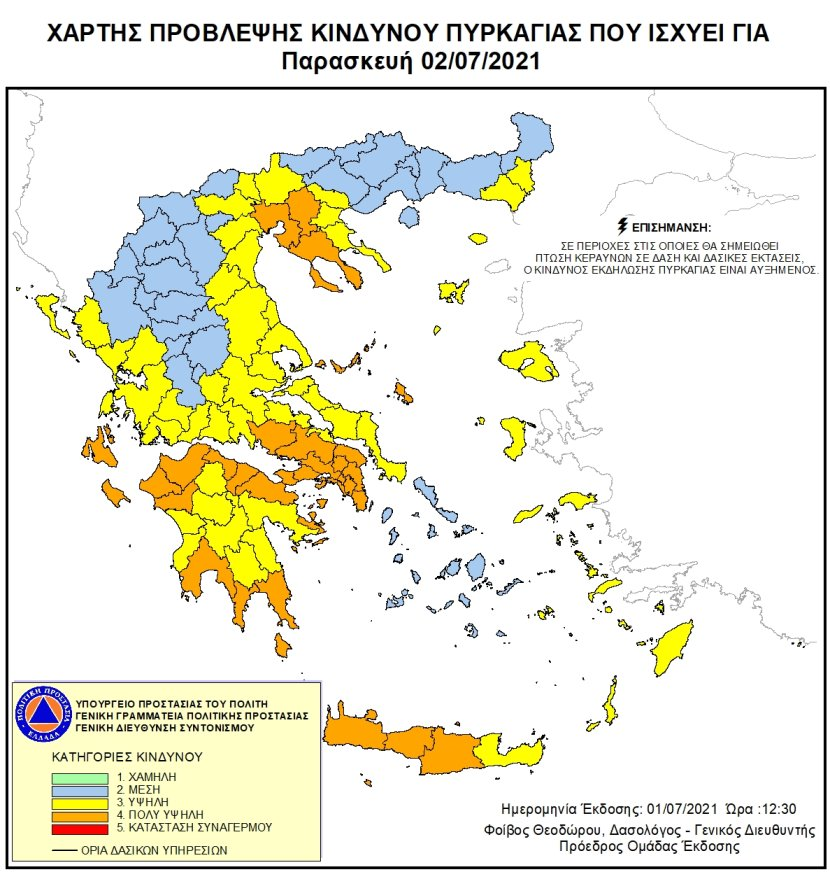 ΧΑΡΤΗΣ ΠΡΟΒΛΕΨΗΣ ΚΙΝΔΥΝΟΥ ΠΥΡΚΑΓΙΑΣ ΠΟΥ ΙΣΧΥΕΙ ΓΙΑ
Παρασκευή 02/07/2021
ΕΠΙΣΗΜΑΝΣΗ:
ΣΕ ΠΕΡΙΟΧΕΣ ΣΤΙΣ ΟΠΟΙΕΣ ΘΑ ΣΗΜΕΙΩΘΕΙ
ΠΤΩΣΗ ΚΕΡΑΥΝΩΝ ΣΕ ΔΑΣΗ ΚΑΙ ΔΑΣΙΚΕΣ ΕΚΤΑΣΕΙΣ,
Ο ΚΙΝΔΥΝΟΣ ΕΚΔΗΛΩΣΗΣ ΠΥΡΚΑΓΙΑΣ ΕΙΝΑΙ ΑΥΞΗΜΕΝΟΣ.
ΠΟΛΙΤΙΚΗ ΠΡΟΣΤΑΣΙΑ
ΕΛΛΑΔΑ
ΥΠΟΥΡΓΕΙΟ ΠΡΟΣΤΑΣΙΑΣ ΤΟΥ ΠΟΛΙΤΗ
ΓΕΝΙΚΗ ΓΡΑΜΜΑΤΕΙΑ ΠΟΛΙΤΙΚΗΣ ΠΡΟΣΤΑΣΙΑΣ
ΓΕΝΙΚΗ ΔΙΕΥΘΥΝΣΗ ΣΥΝΤΟΝΙΣΜΟΥ
ΚΑΤΗΓΟΡΙΕΣ ΚΙΝΔΥΝΟΥ
1. ΧΑΜΗΛΗ
2. ΜΕΣΗ
3. ΥΨΗΛΗ
4. ΠΟΛΥ ΥΨΗΛΗ
5. ΚΑΤΑΣΤΑΣΗ ΣΥΝΑΓΕΡΜΟΥ
ΟΡΙΑ ΔΑΣΙΚΩΝ ΥΠΗΡΕΣΙΩΝ
Ημερομηνία Έκδοσης: 01/07/2021 Ώρα :12:30
Φοίβος Θεοδώρου, Δασολόγος - Γενικός Διευθυντής
Πρόεδρος Ομάδας Έκδοσης